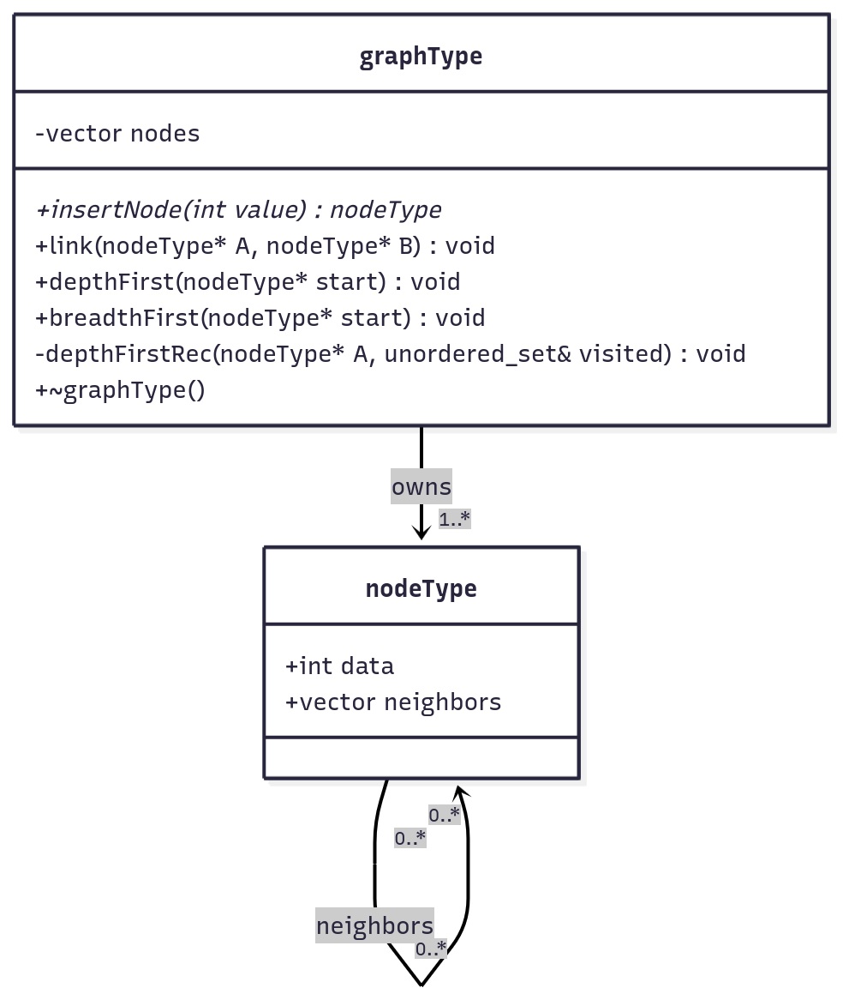 graphType
-vector nodes
+insertNode(int value) : nodeType
+link(nodeType* A, nodeType* B) : void
+depthFirst(nodeType* start) : void
+breadthFirst(nodeType* start) : void
-depthFirstRec(nodeType* A, unordered_set& visited) : void
+~graphType()
owns
1..*
nodeType
+int data
+vector neighbors
0..*
0..*
neighbors
0..*